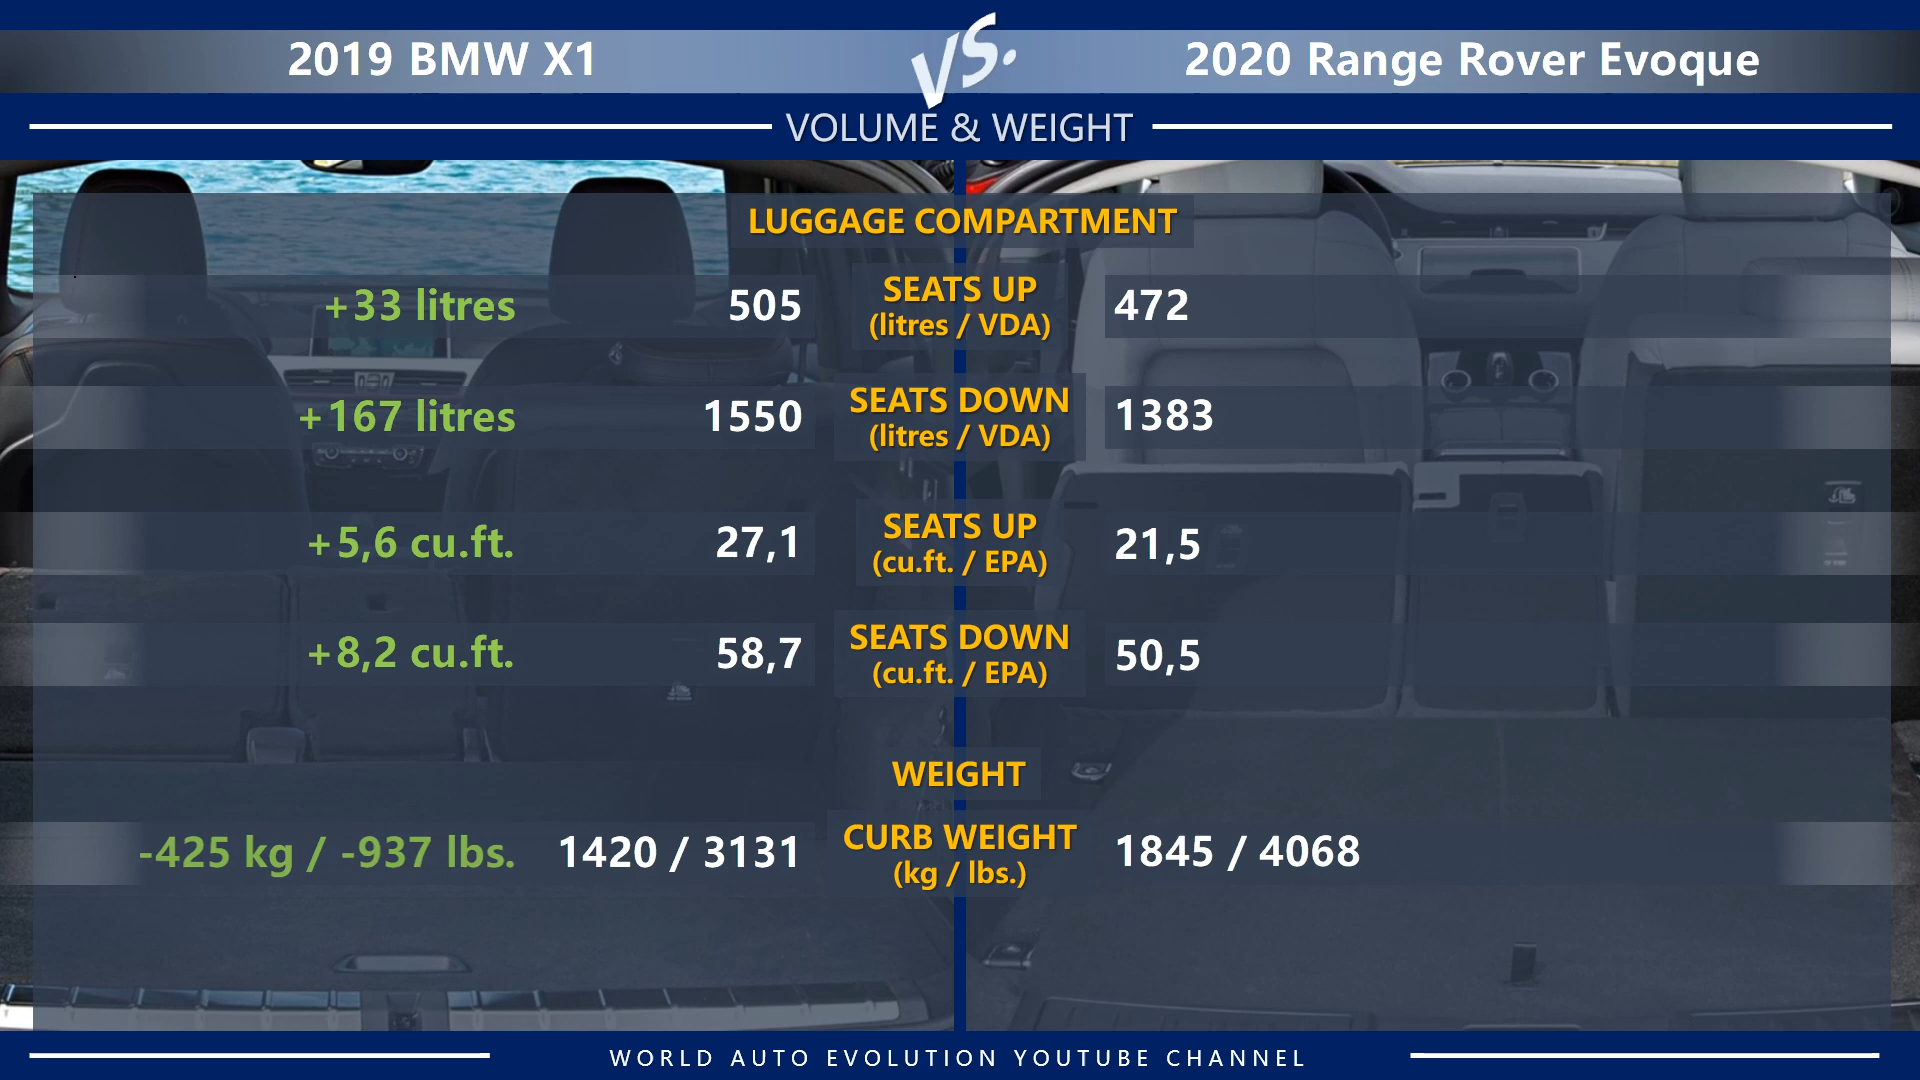 2019 BMW X1
VS.
2020 Range Rover Evoque
VOLUME & WEIGHT
LUGGAGE COMPARTMENT
+33 litres 505 SEATS UP 472
(litres / VDA)
+167 litres 1550 SEATS DOWN 1383
(litres / VDA)
+5,6 cu.ft. 27,1 SEATS UP 21,5
(cu.ft. / EPA)
+8,2 cu.ft. 58,7 SEATS DOWN 50,5
(cu.ft. / EPA)
WEIGHT
-425 kg / -937 lbs. 1420 / 3131 CURB WEIGHT 1845 / 4068
(kg / lbs.)
WORLD AUTO EVOLUTION YOUTUBE CHANNEL